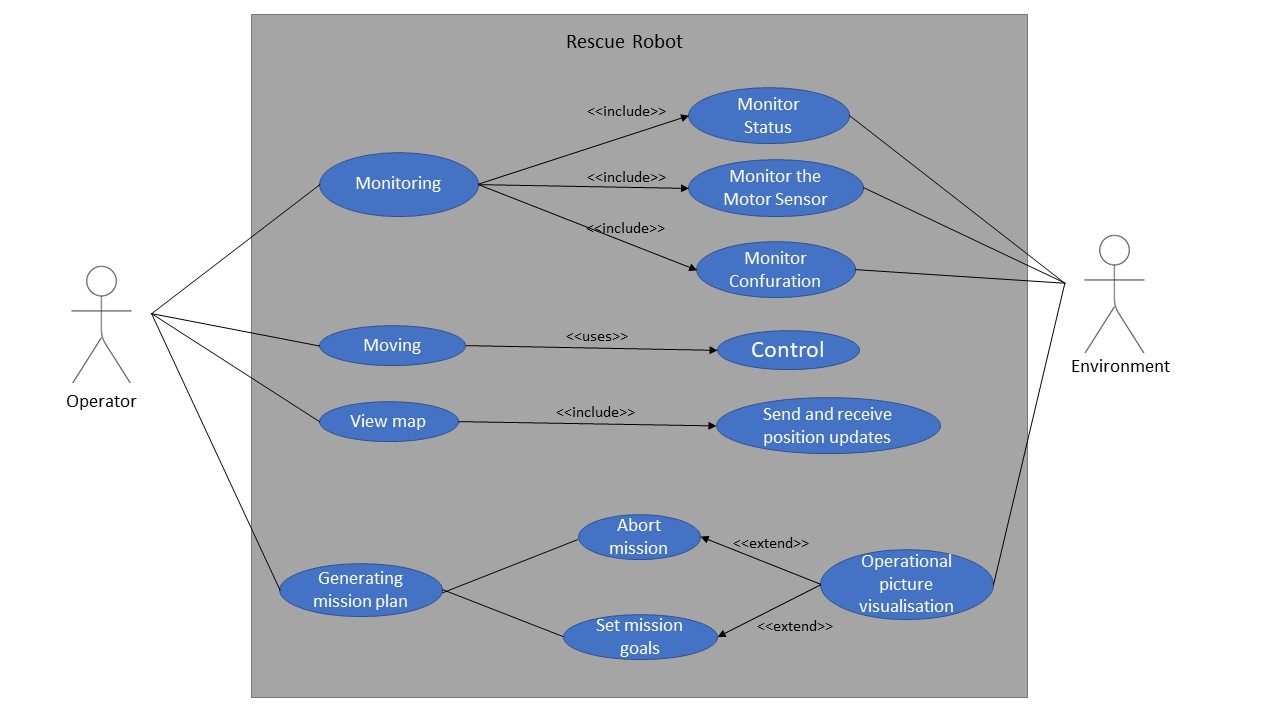 Rescue Robot
<<include>>
Monitor
Status
Monitoring
<<include>>
Monitor the
Motor Sensor
<<include>>
Monitor
Confuration
Moving
<<uses>>
Control
Environment
Operator
View map
<<include>>
Send and receive
position updates
Abort
mission
<<extend>>
Generating
mission plan
Operational
picture
visualisation
Set mission
goals
<<extend>>